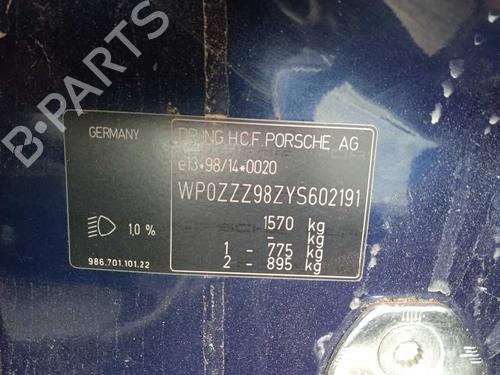 B-PARTS
GERMANY
DR.ING.H.C.F.PORSCHE AG
e13*98/14*0020
WP0ZZZ98ZYS602191
1570 kg
- kg
1,0 %
1 - 775 kg
2 - 895 kg
986.701.101.22